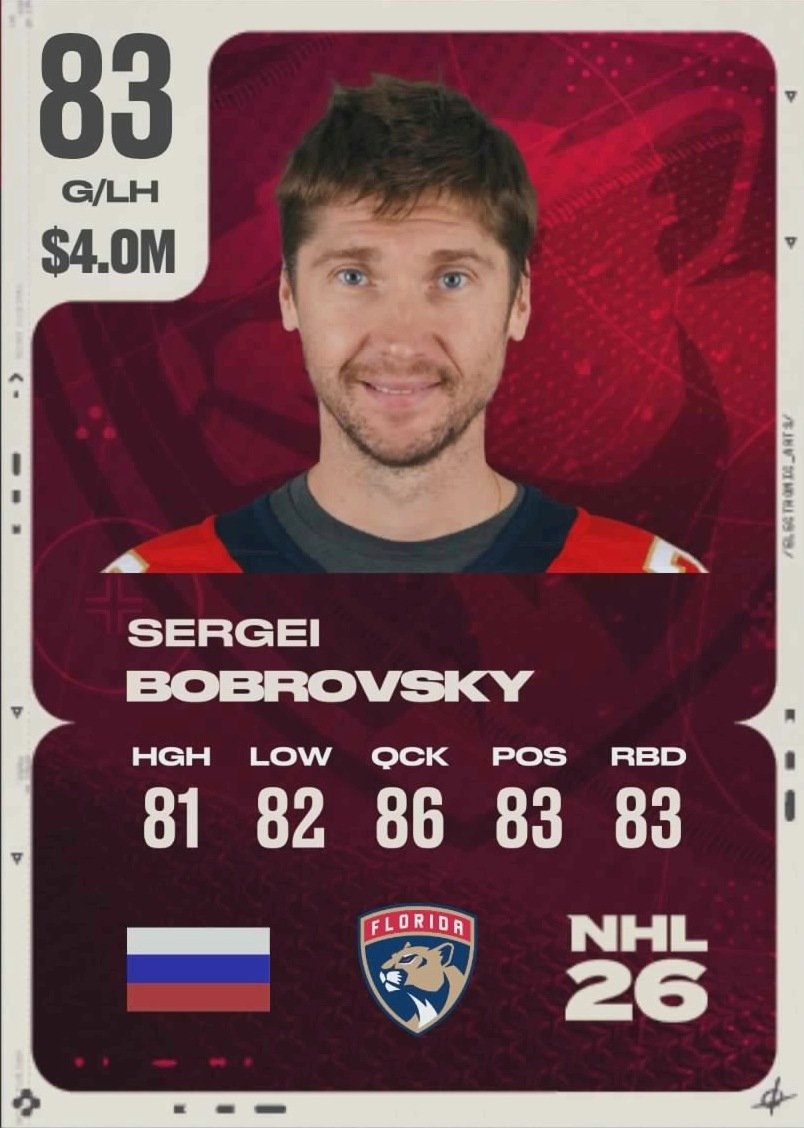 83
G/LH
$4.0M
/ELECTRONIC_ARTS/
SERGEI
BOBROVSKY
HGH LOW QCK POS RBD
81 82 86 83 83
FLORIDA
NHL
26